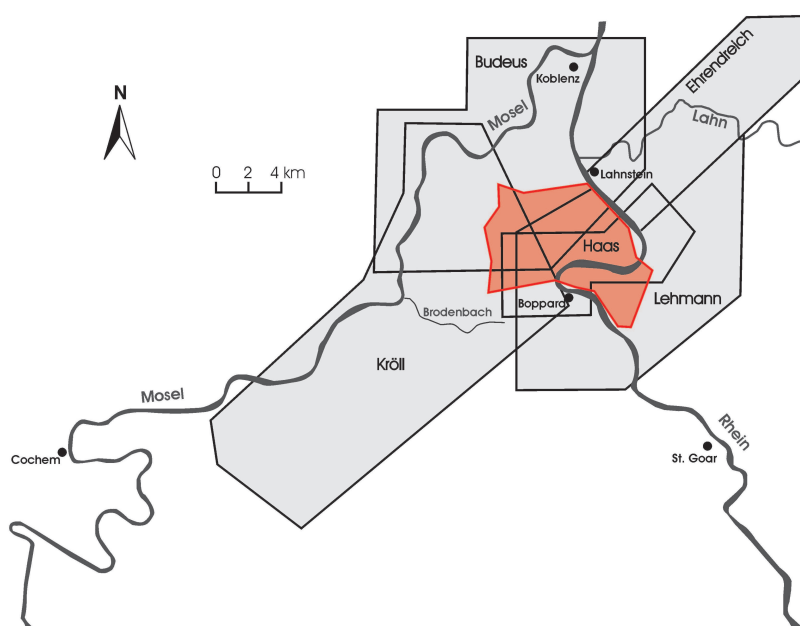 Ehrendreich
Budeus
Koblenz
N
Mosel
Lahn
0 2 4 km
Lahnstein
Haas
Boppard
Lehmann
Brodenbach
Kröll
Mosel
Rhein
Cochem
St. Goar